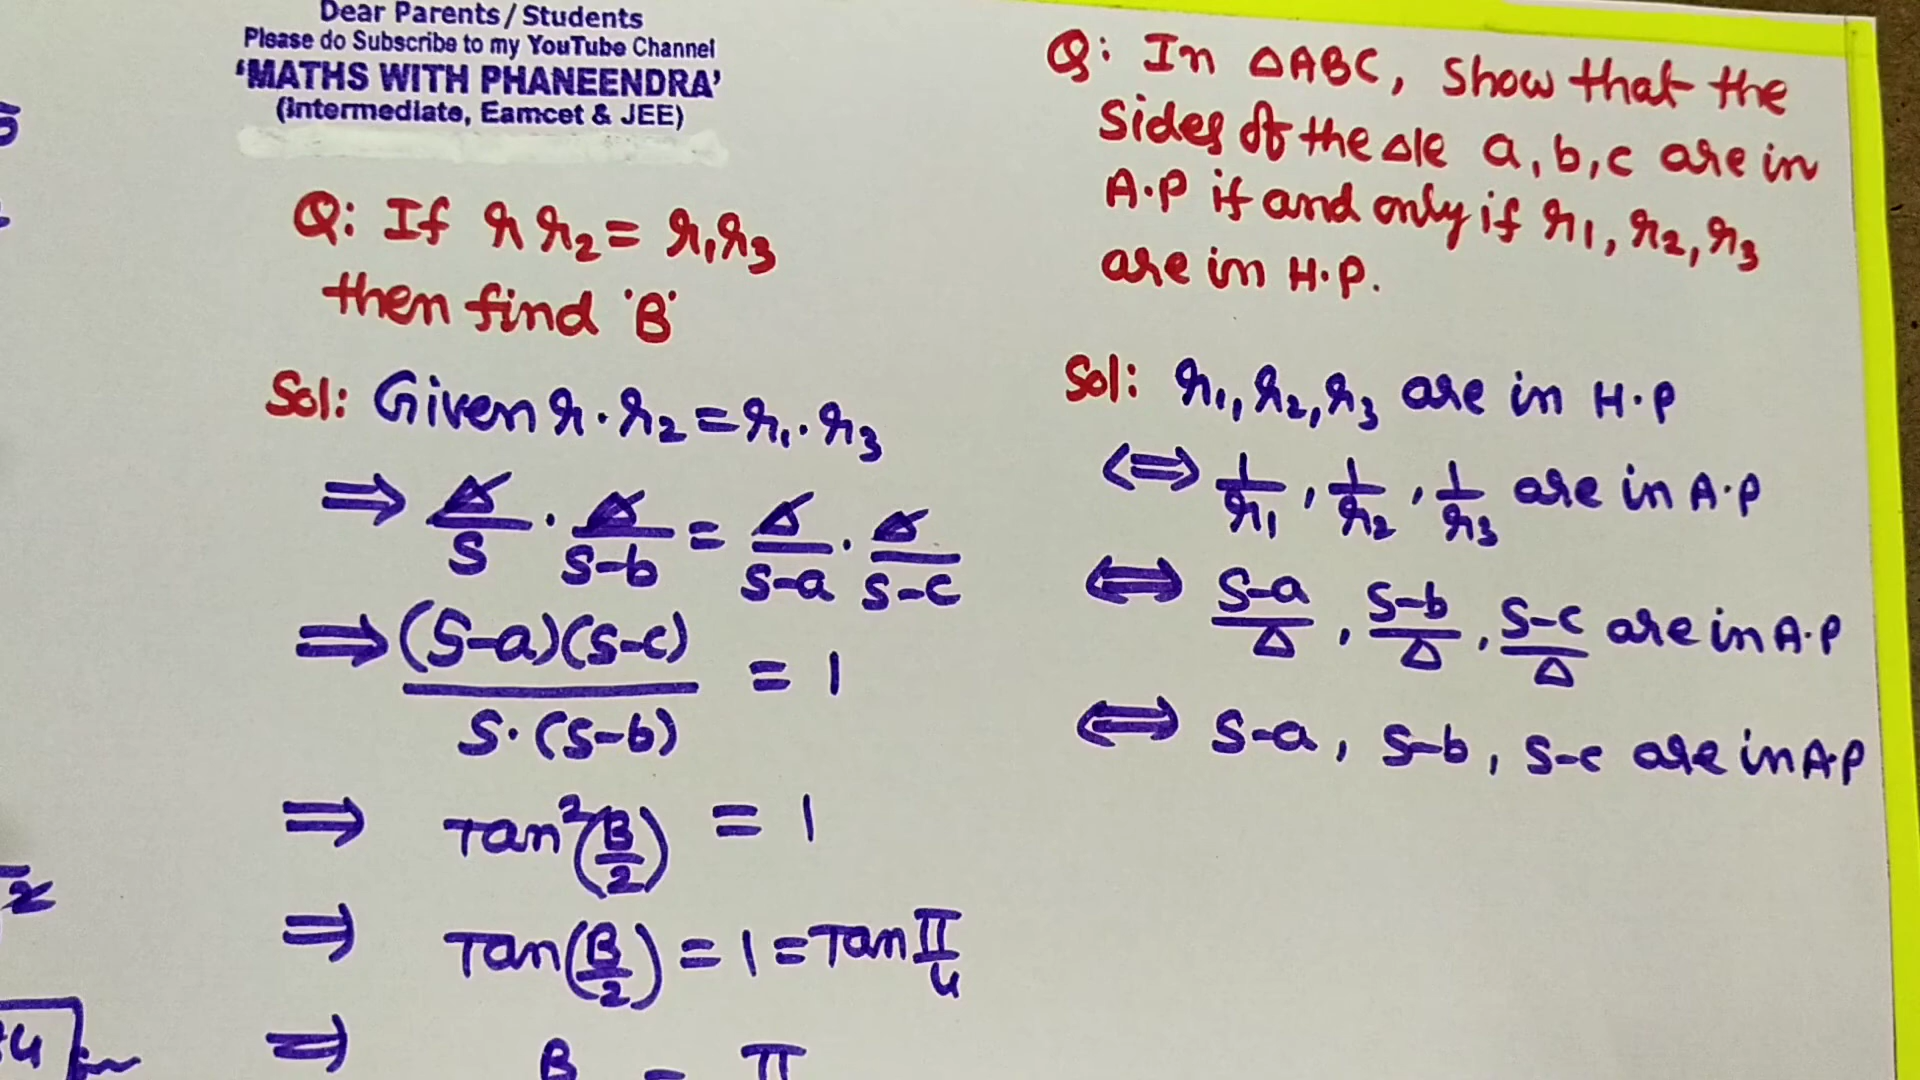 Dear Parents/Students
Please do Subscribe to my YouTube Channel
'MATHS WITH PHANEENDRA'
(Intermediate, Eamcet & JEE)
Q: If r r₂ = r₁r₃
then find 'B'
Sol: Given r · r₂ = r₁ · r₃
⇒ Δ/S · Δ/(S-b) = Δ/(S-a) · Δ/(S-c)
⇒ (S-a)(S-c)/(S·(S-b)) = 1
⇒ Tan²(B/2) = 1
⇒ Tan(B/2) = 1 = Tan π/4
⇒ B = π
Q: In ΔABC, Show that the
Sides of the Δle a, b, c are in
A.P if and only if r₁, r₂, r₃
are in H.P.
Sol: r₁, r₂, r₃ are in H.P
⇔ 1/r₁, 1/r₂, 1/r₃ are in A.P
⇔ (S-a)/Δ, (S-b)/Δ, (S-c)/Δ are in A.P
⇔ S-a, S-b, S-c are in A.P